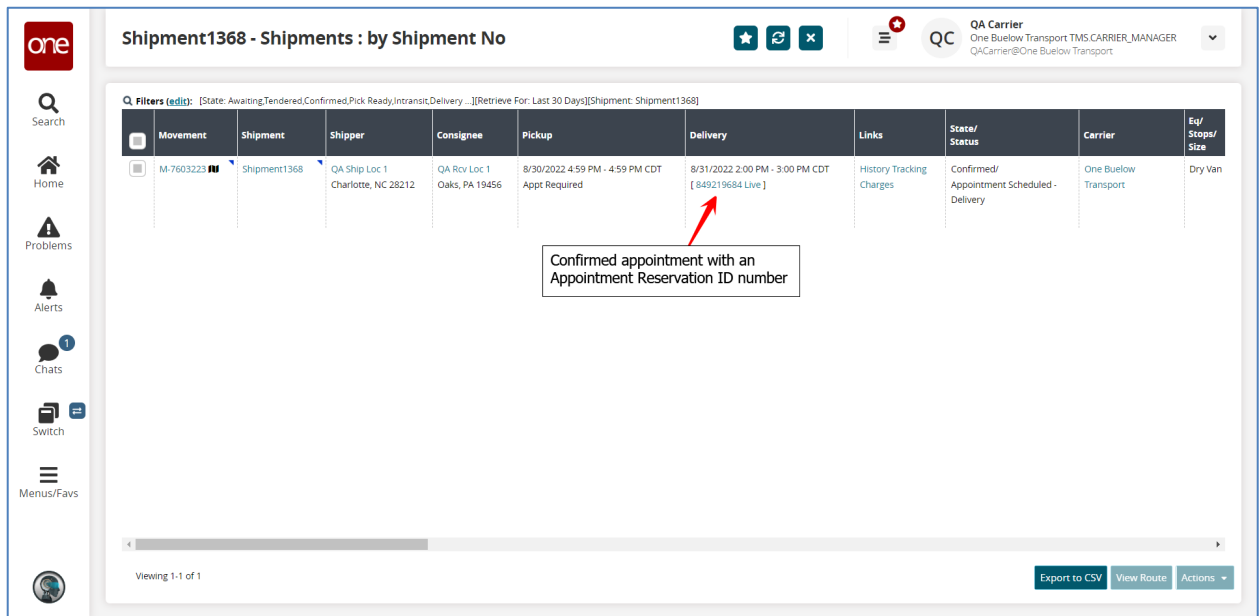 one
Shipment1368 - Shipments : by Shipment No
QC
QA Carrier
One Buelow Transport TMS.CARRIER_MANAGER
QACarrier@One Buelow Transport
Search
Home
Problems
Alerts
1
Chats
Switch
Menus/Favs
Filters (edit): [State: Awaiting,Tendered,Confirmed,Pick Ready,Intransit,Delivery ...][Retrieve For: Last 30 Days][Shipment: Shipment1368]
Movement Shipment Shipper Consignee Pickup Delivery Links State/ Status Carrier Eq/ Stops/ Size
M-7603223 Shipment1368 QA Ship Loc 1 QA Rcv Loc 1 8/30/2022 4:59 PM - 4:59 PM CDT 8/31/2022 2:00 PM - 3:00 PM CDT History Tracking Confirmed/ One Buelow Dry Van
Charlotte, NC 28212 Oaks, PA 19456 Appt Required [ 849219684 Live ] Charges Appointment Scheduled - Transport
Delivery
Confirmed appointment with an
Appointment Reservation ID number
Viewing 1-1 of 1
Export to CSV View Route Actions